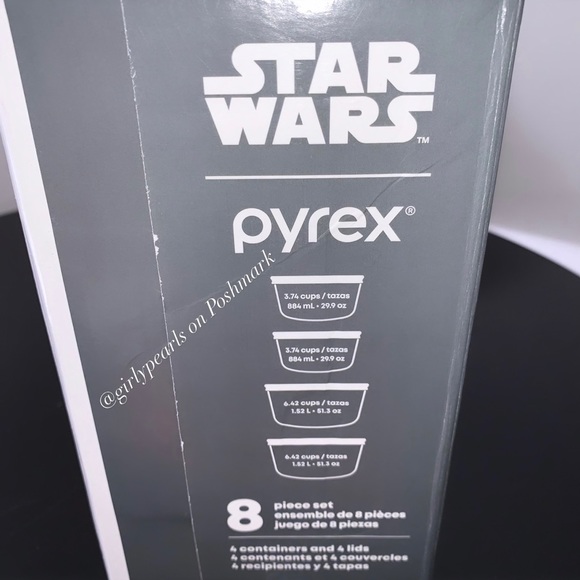 STAR
WARS™
pyrex®
3.74 cups / tazas
884 mL • 29.9 oz
3.74 cups / tazas
884 mL • 29.9 oz
6.42 cups / tazas
1.52 L • 51.3 oz
6.42 cups / tazas
1.52 L • 51.3 oz
8 piece set
ensemble de 8 pièces
juego de 8 piezas
4 containers and 4 lids
4 contenants et 4 couvercles
4 recipientes y 4 tapas
@girlypearls on Poshmark